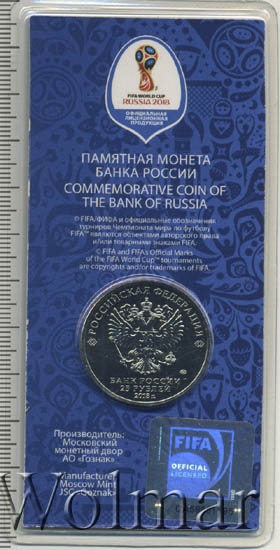 FIFA WORLD CUP
RUSSIA 2018
ОФИЦИАЛЬНАЯ
ЛИЦЕНЗИОННАЯ
ПРОДУКЦИЯ
ПАМЯТНАЯ МОНЕТА
БАНКА РОССИИ
COMMEMORATIVE COIN OF
THE BANK OF RUSSIA
© FIFA/ФИФА и официальные обозначения
турниров Чемпионата мира по футболу
FIFA™ являются объектами авторского права
и/или товарными знаками FIFA.
© FIFA and FIFA's Official Marks
of the FIFA World Cup™ tournaments
are copyrights and/or trademarks of FIFA.
РОССИЙСКАЯ ФЕДЕРАЦИЯ
БАНК РОССИИ
25 РУБЛЕЙ
2018 г.
Производитель:
Московский
монетный двор
АО «Гознак»
Manufacturer:
Moscow Mint
JSC «Goznak»
FIFA
OFFICIAL
LICENSED
Wolmar